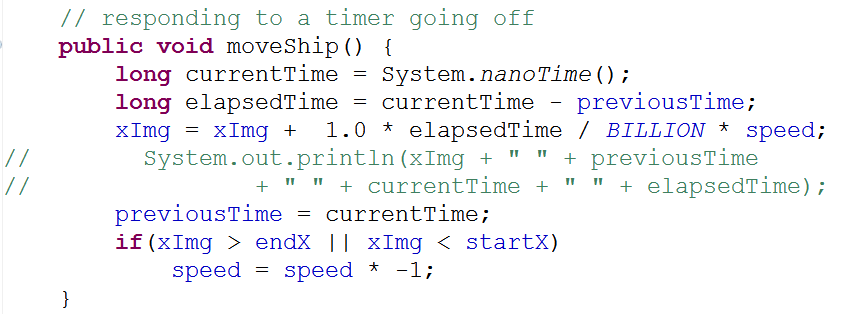 // responding to a timer going off
public void moveShip() {
long currentTime = System.nanoTime();
long elapsedTime = currentTime - previousTime;
xImg = xImg +  1.0 * elapsedTime / BILLION * speed;
//        System.out.println(xImg + " " + previousTime
//                + " " + currentTime + " " + elapsedTime);
previousTime = currentTime;
if(xImg > endX || xImg < startX)
speed = speed * -1;
}